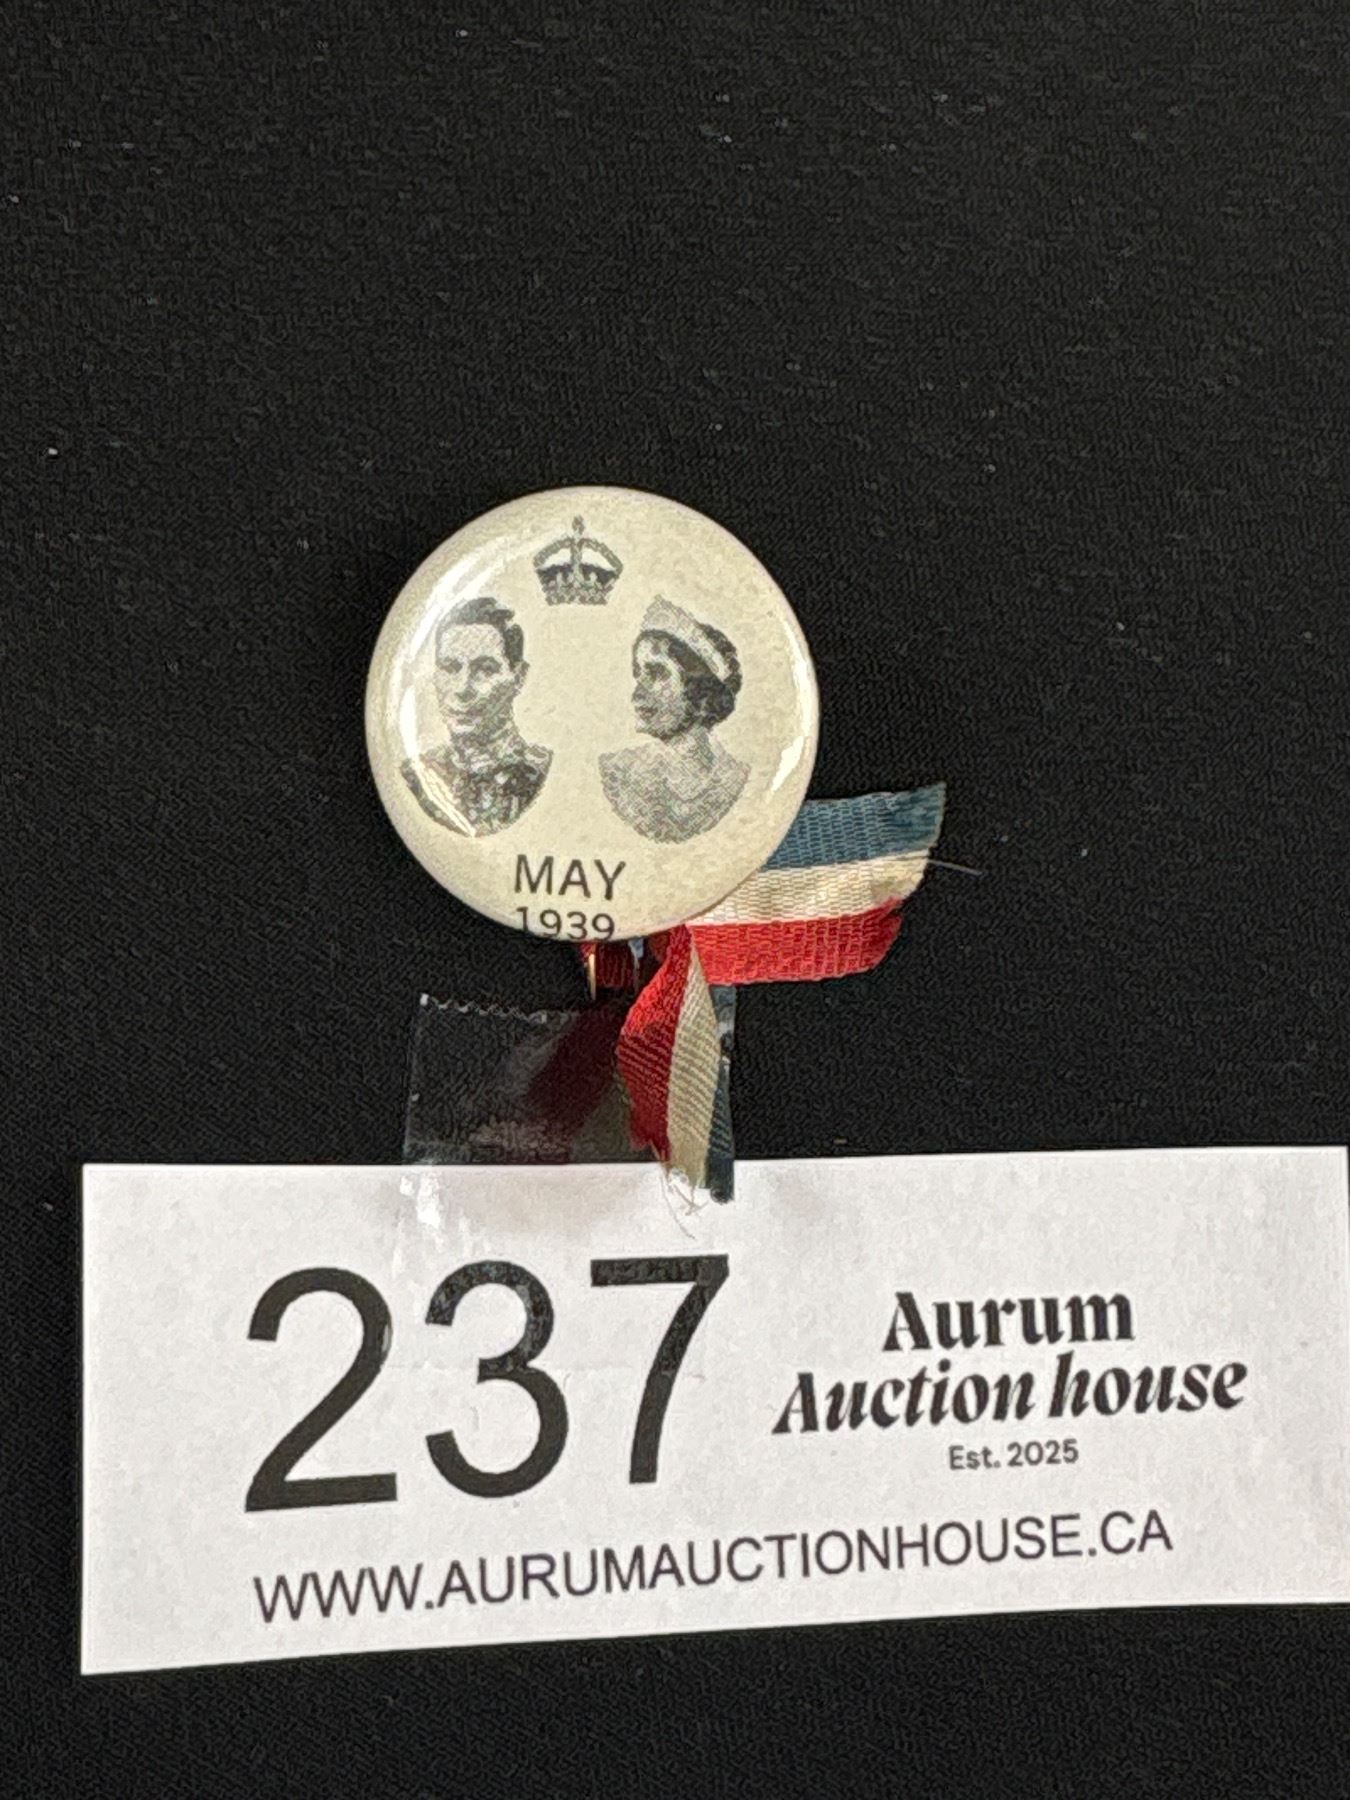 MAY
1939
237
Aurum
Auction house
Est. 2025
WWW.AURUMAUCTIONHOUSE.CA